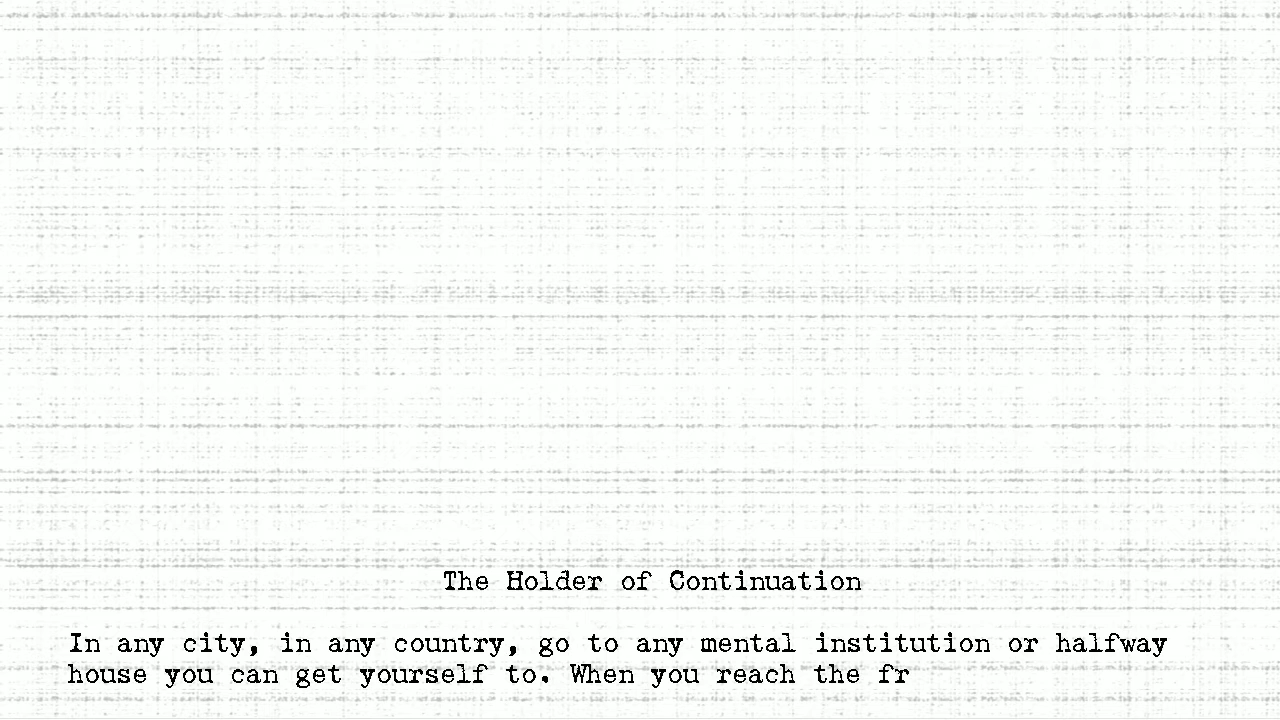 The Holder of Continuation
In any city, in any country, go to any mental institution or halfway
house you can get yourself to. When you reach the fr